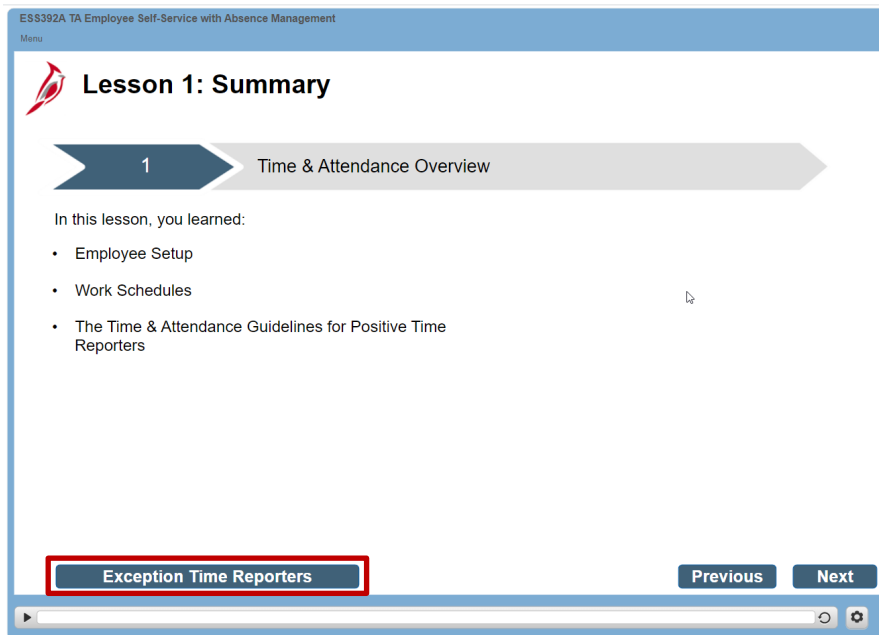 ESS392A TA Employee Self-Service with Absence Management
Menu
Lesson 1: Summary
1
Time & Attendance Overview
In this lesson, you learned:
• Employee Setup
• Work Schedules
• The Time & Attendance Guidelines for Positive Time
Reporters
Exception Time Reporters
Previous
Next